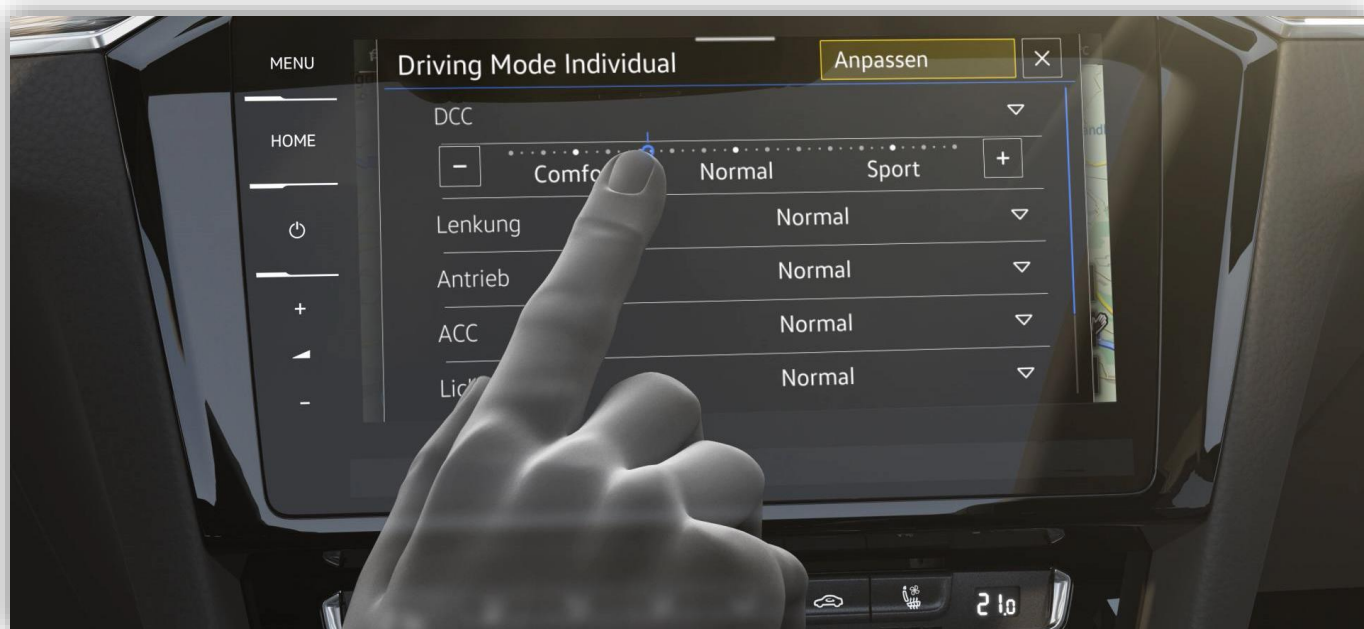 MENU
HOME
+
-
Driving Mode Individual
Anpassen
DCC
Normal
Sport
Lenkung Normal
Antrieb Normal
ACC Normal
Normal
21.0